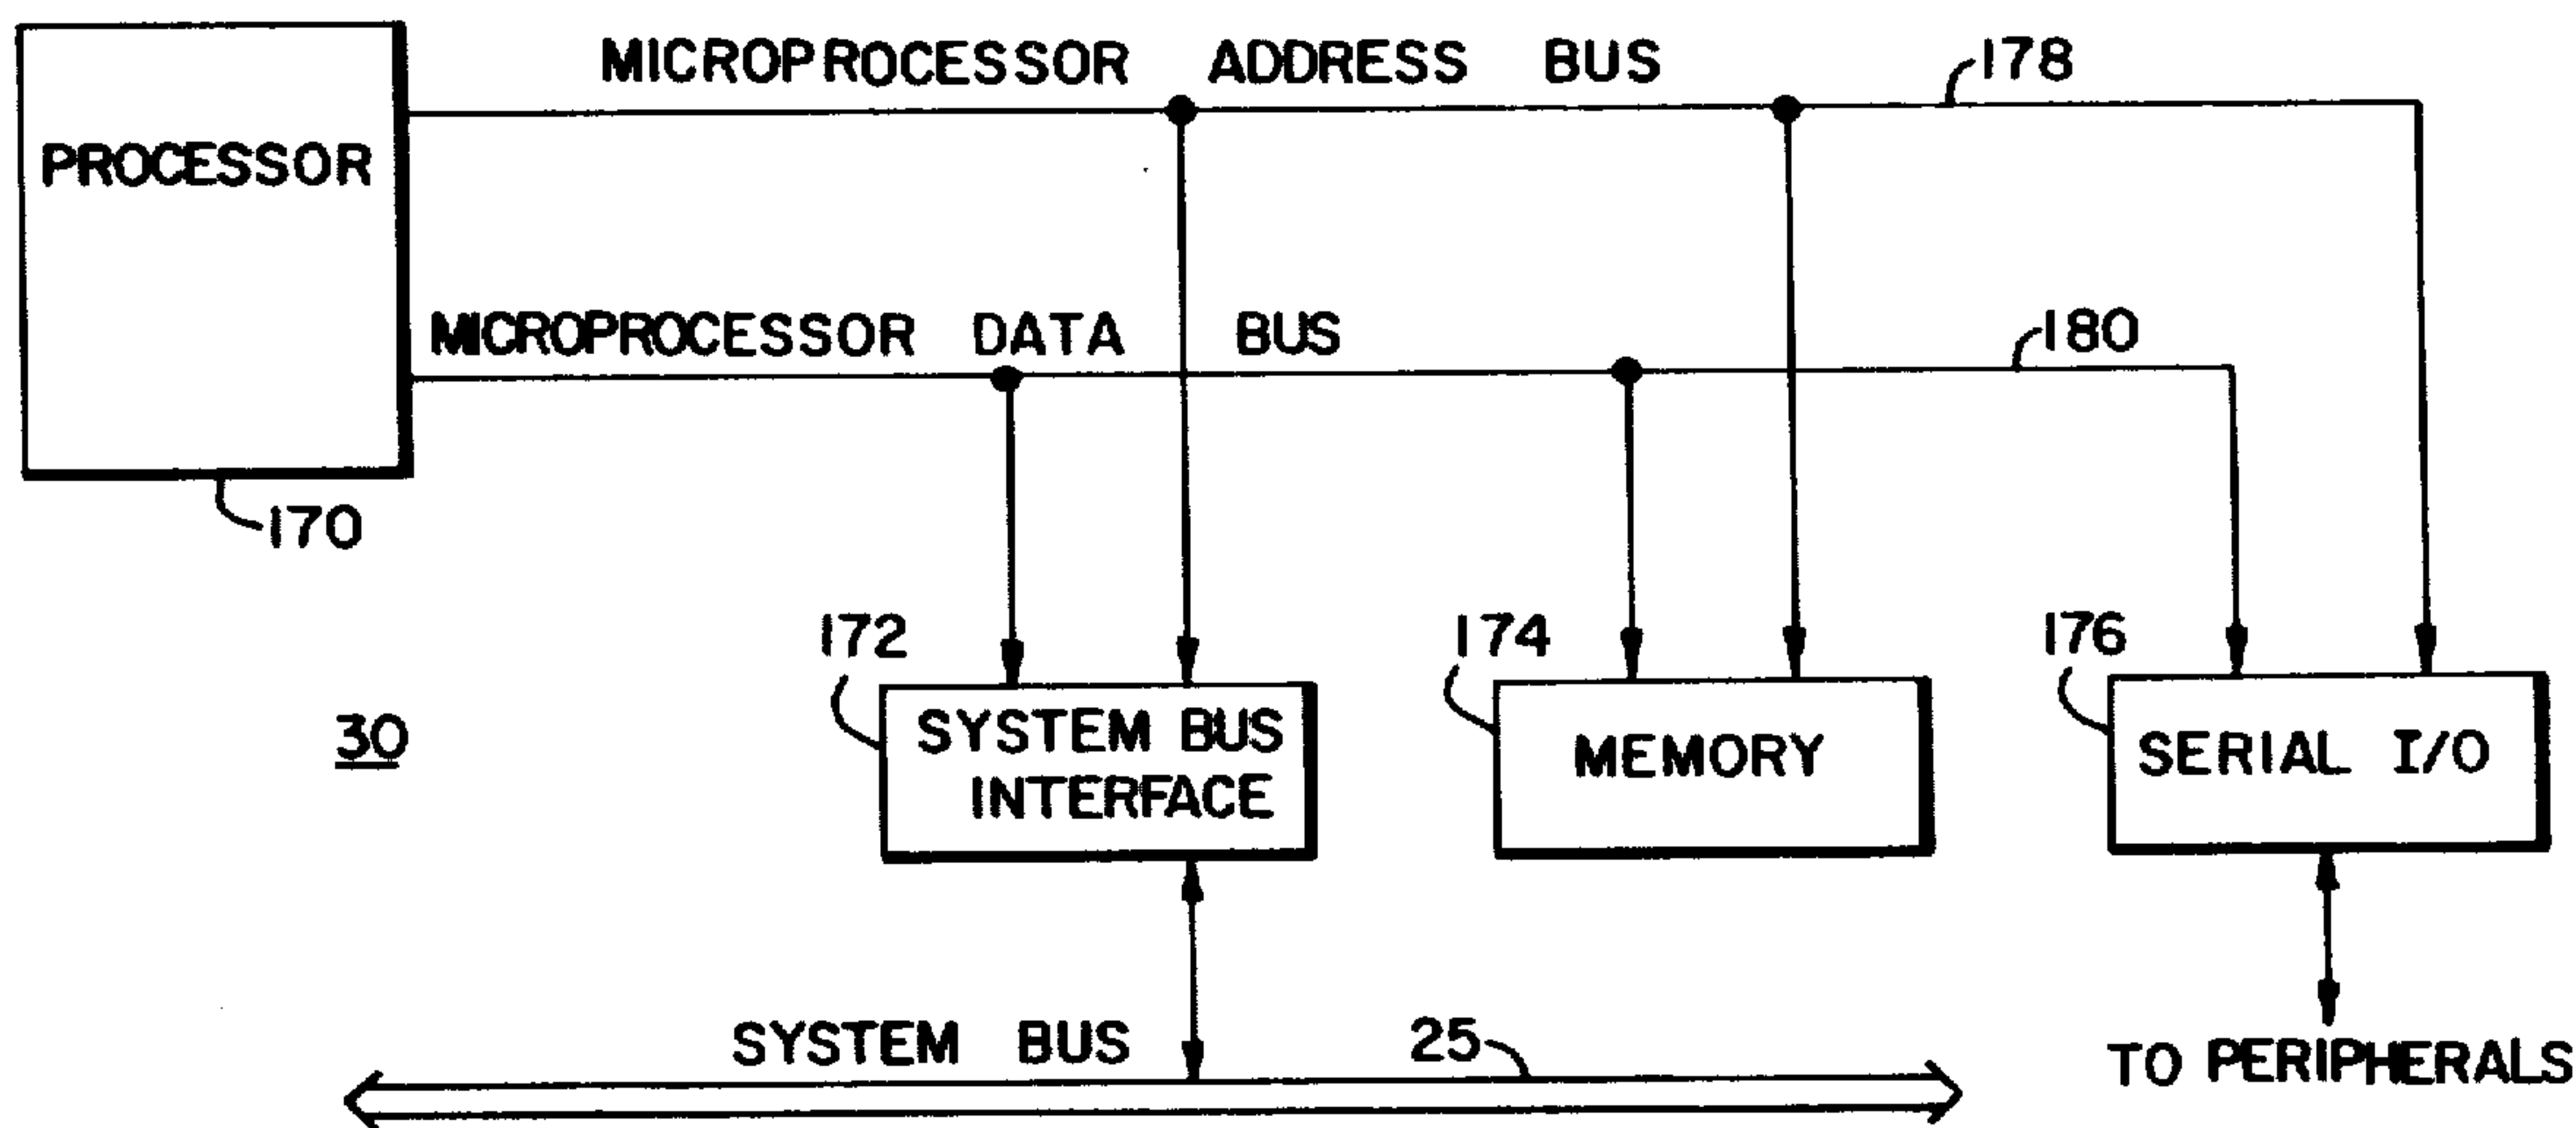 MICROPROCESSOR ADDRESS BUS
178
PROCESSOR
MICROPROCESSOR DATA BUS
180
170
172
174
176
30
SYSTEM BUS
INTERFACE
MEMORY
SERIAL I/O
SYSTEM BUS
25
TO PERIPHERALS